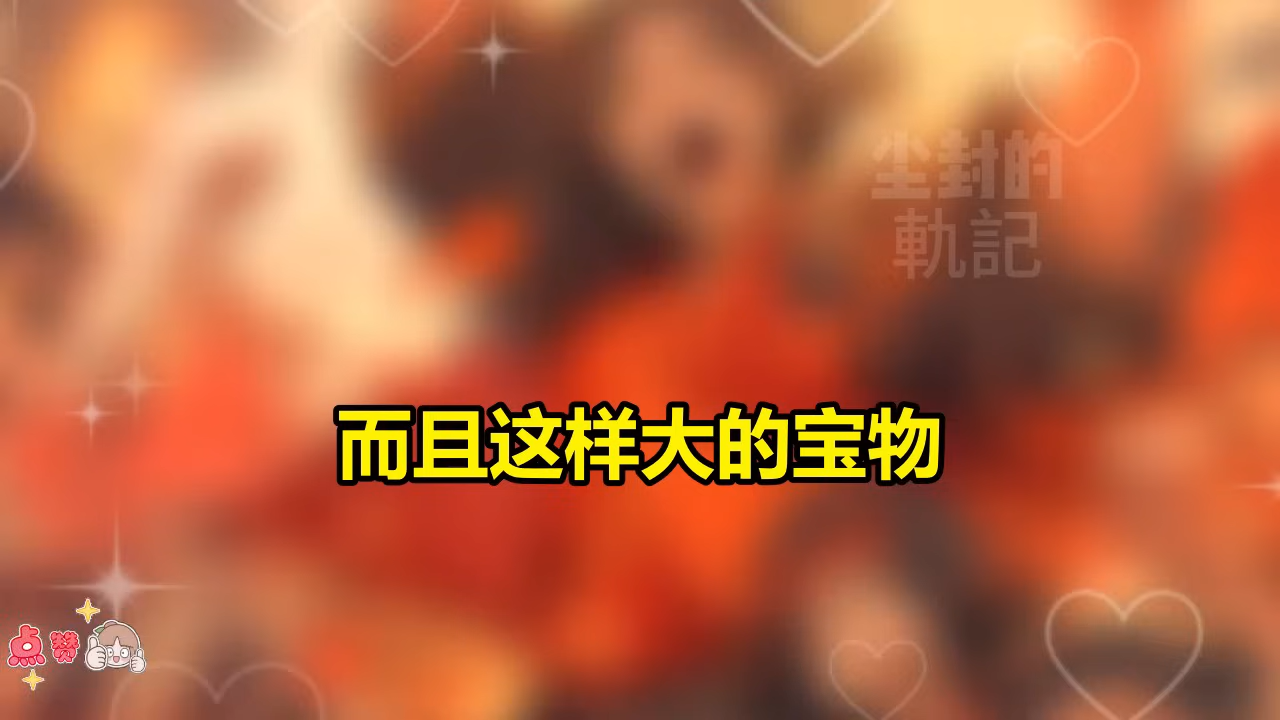 尘封的
軌記
而且这样大的宝物
点赞